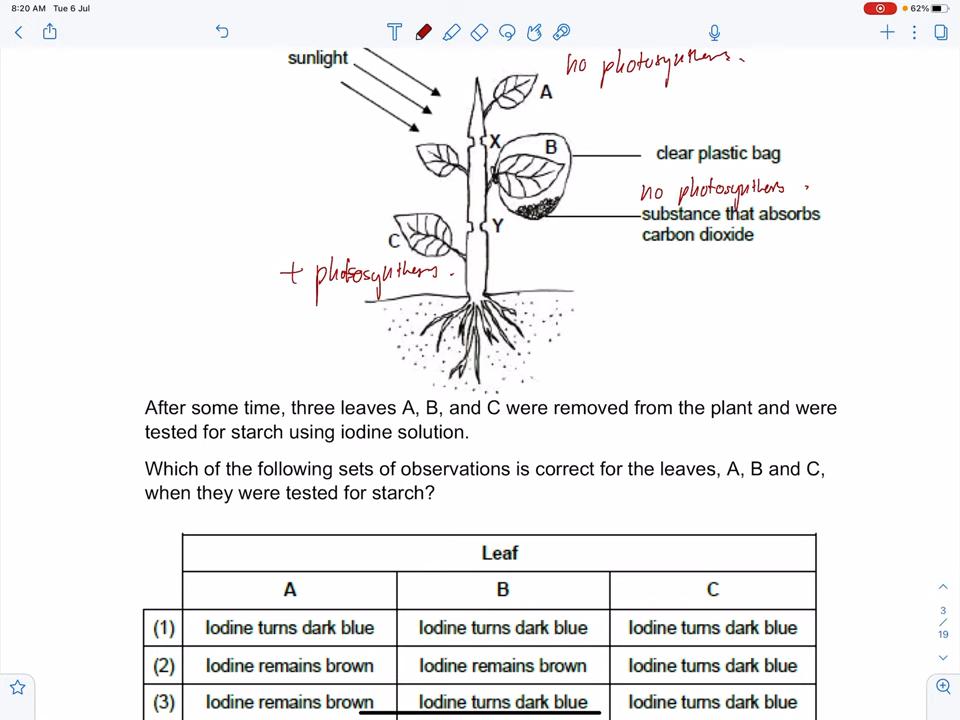 8:20 AM Tue 6 Jul
62%
T
sunlight
no photosynthesis.
A
X
B
clear plastic bag
no photosynthesis.
substance that absorbs
carbon dioxide
Y
C
+ photosynthesis.
After some time, three leaves A, B, and C were removed from the plant and were
tested for starch using iodine solution.
Which of the following sets of observations is correct for the leaves, A, B and C,
when they were tested for starch?
Leaf
A B C
(1) Iodine turns dark blue Iodine turns dark blue Iodine turns dark blue
(2) Iodine remains brown Iodine remains brown Iodine turns dark blue
(3) Iodine remains brown Iodine turns dark blue Iodine turns dark blue
3
/
19